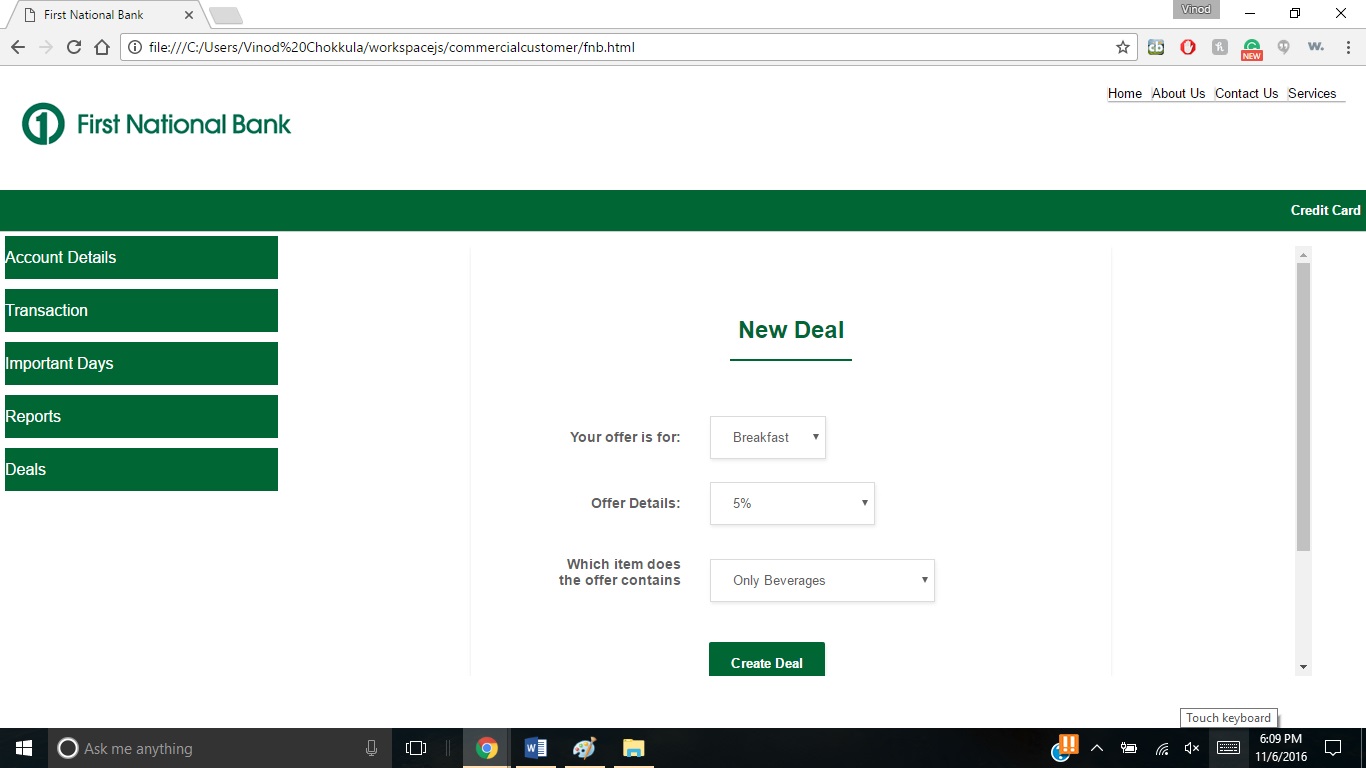 First National Bank
Vinod
file:///C:/Users/Vinod%20Chokkula/workspacejs/commercialcustomer/fnb.html
cb
h
NEW
W.
Home About Us Contact Us Services
1 First National Bank
Credit Card
Account Details
Transaction
Important Days
Reports
Deals
New Deal
Your offer is for: Breakfast
Offer Details: 5%
Which item does
the offer contains Only Beverages
Create Deal
Touch keyboard
Ask me anything
6:09 PM
11/6/2016